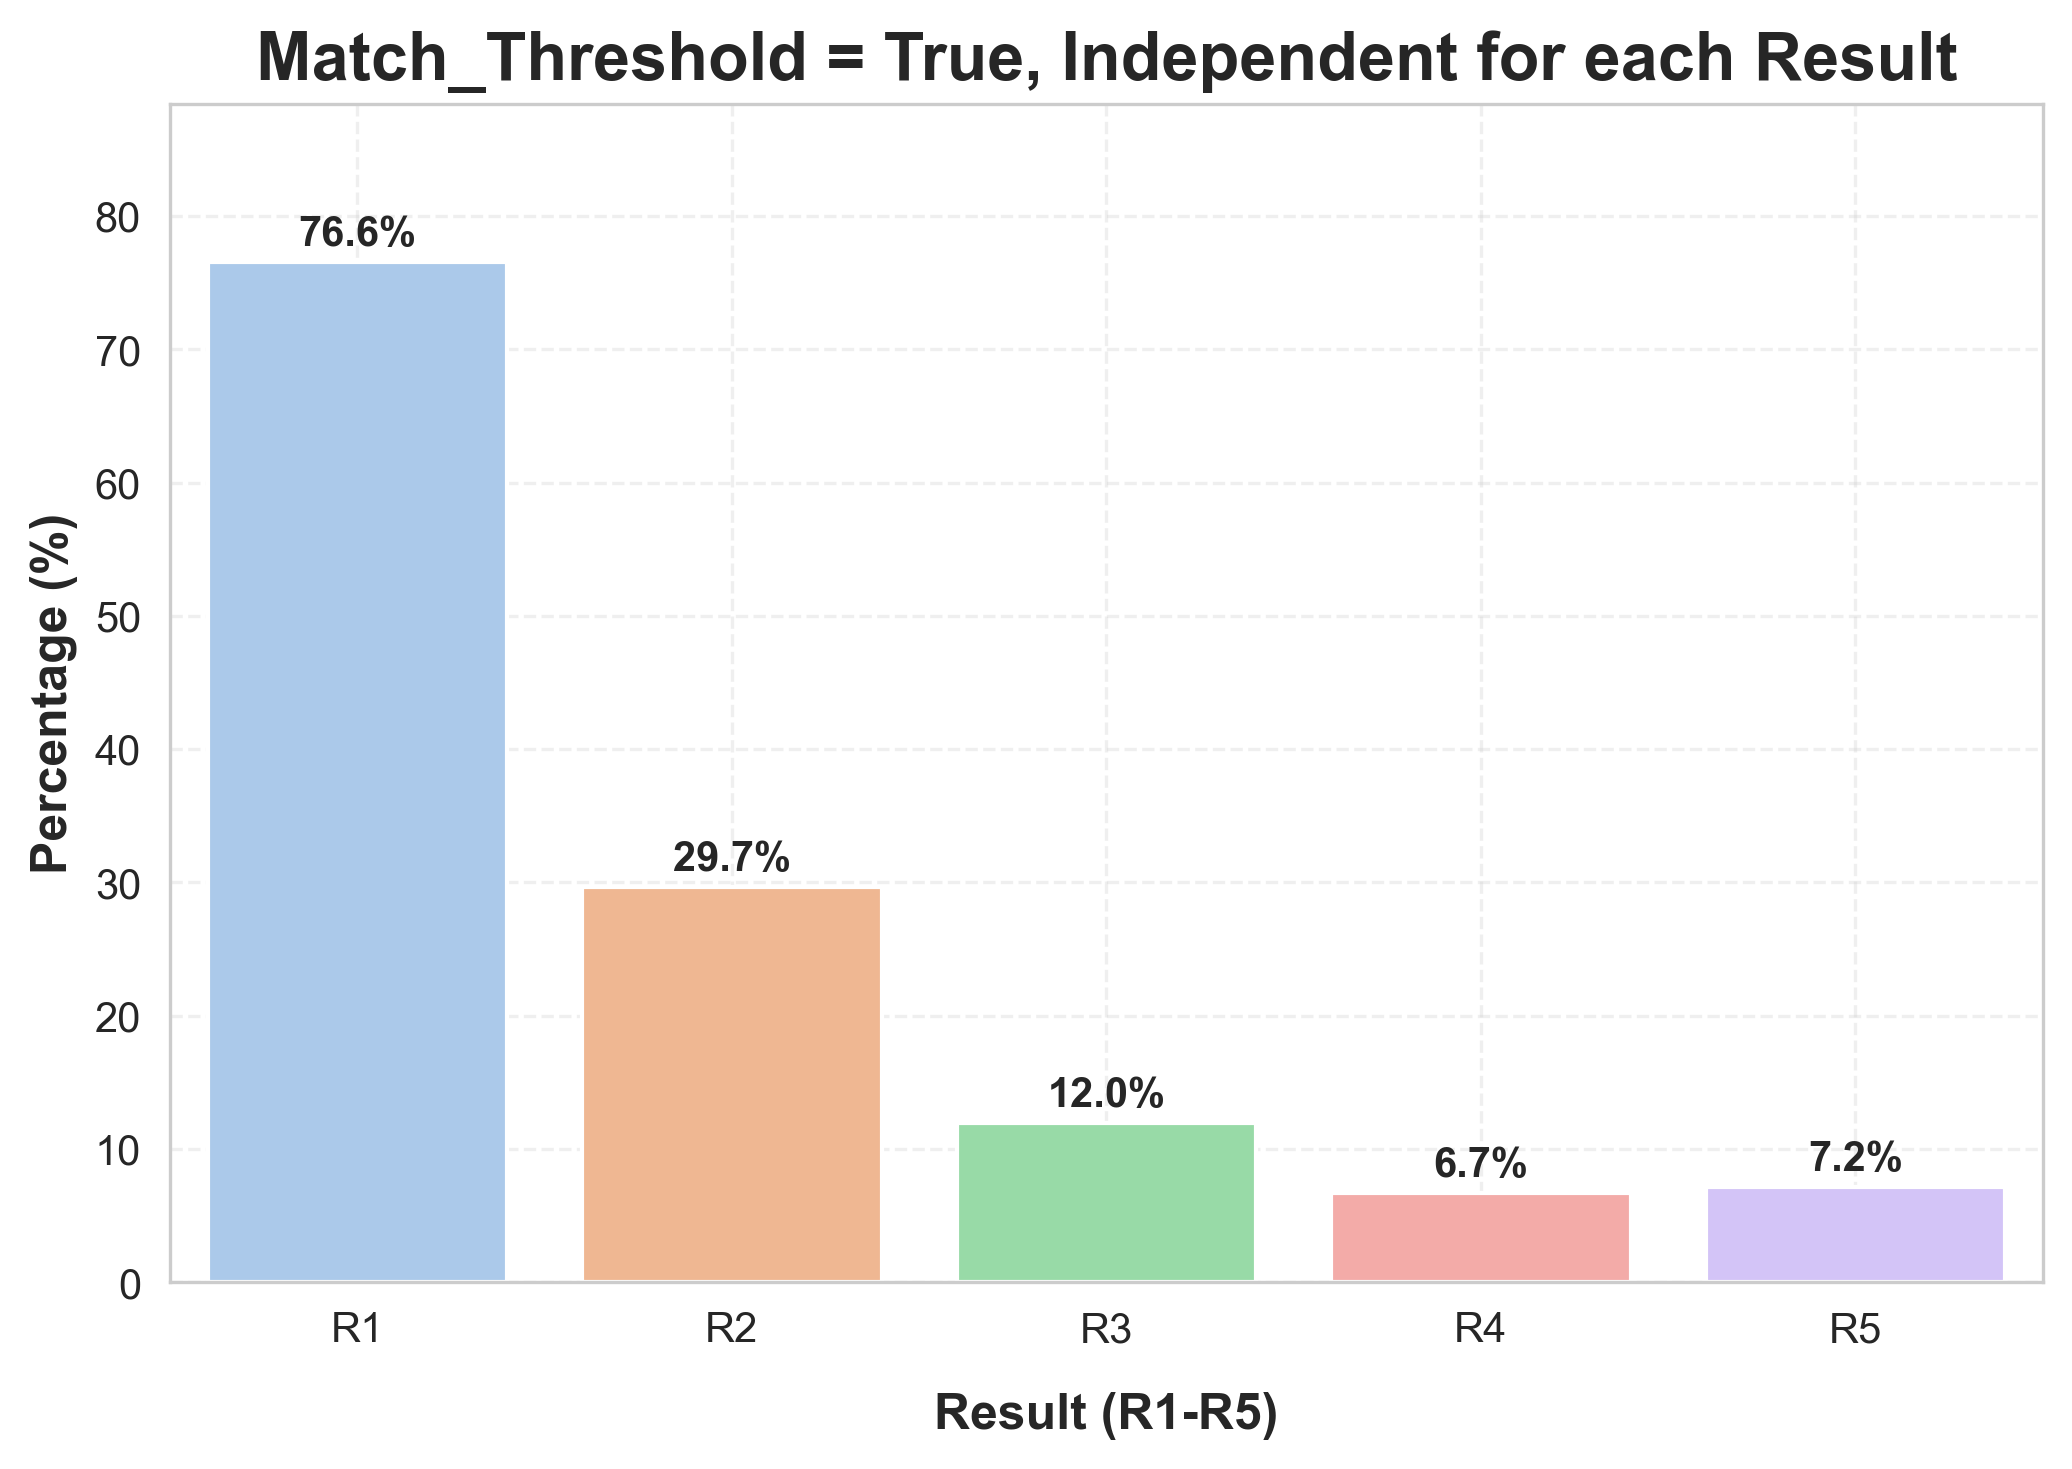 Match_Threshold = True, Independent for each Result
Percentage (%)
80
70
60
50
40
30
20
10
0
76.6%
29.7%
12.0%
6.7%
7.2%
R1
R2
R3
R4
R5
Result (R1-R5)